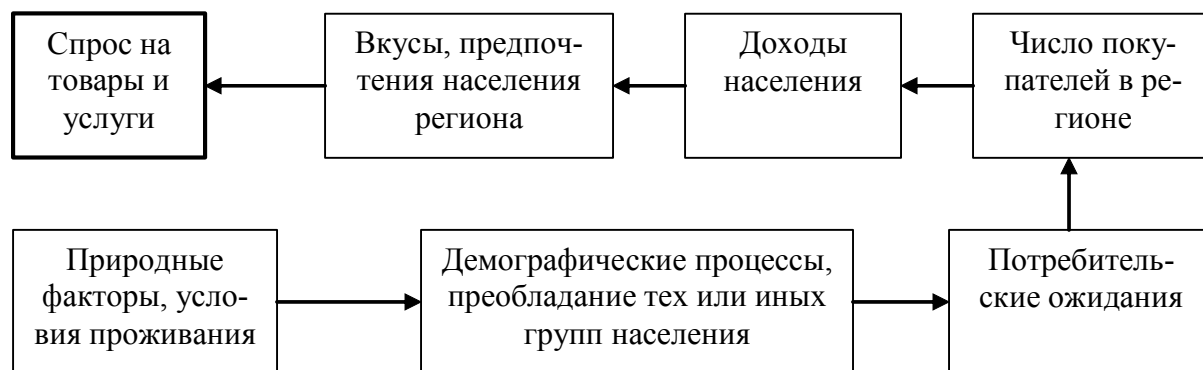 Спрос на
товары и
услуги
Вкусы, предпоч-
тения населения
региона
Доходы
населения
Число поку-
пателей в ре-
гионе
Природные
факторы, усло-
вия проживания
Демографические процессы,
преобладание тех или иных
групп населения
Потребитель-
ские ожидания